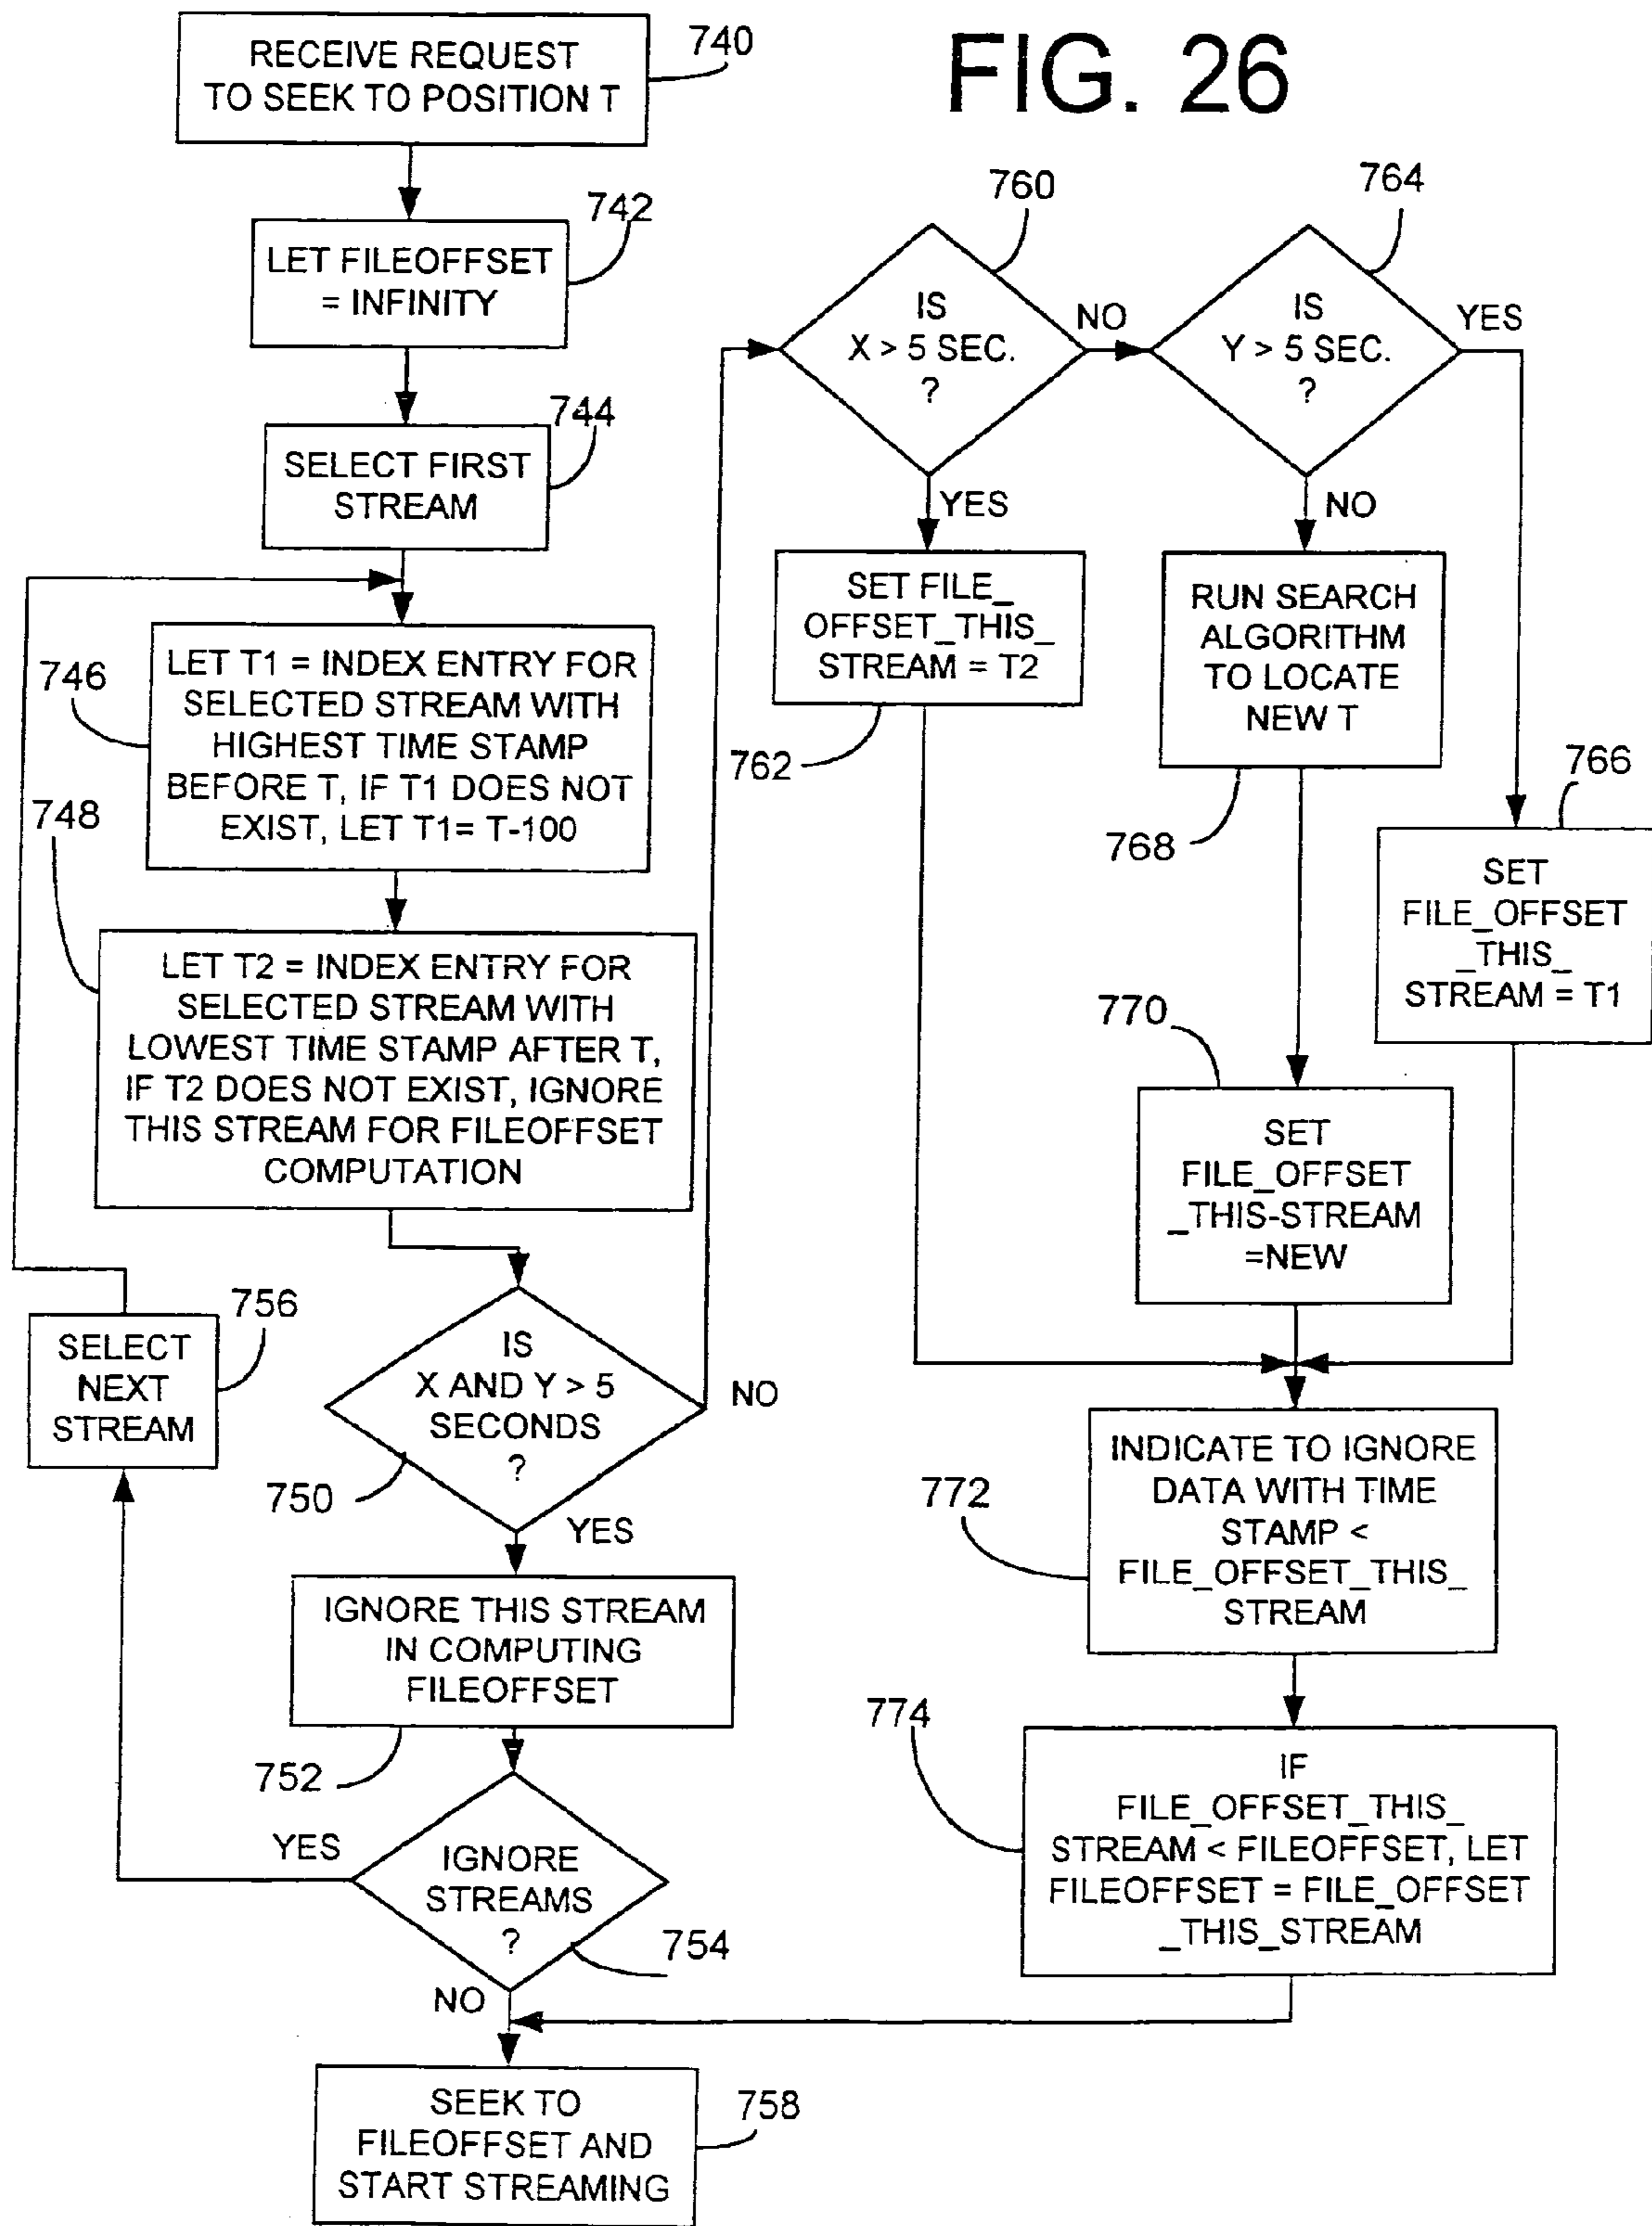 FIG. 26
RECEIVE REQUEST
TO SEEK TO POSITION T
740
LET FILEOFFSET
= INFINITY
742
SELECT FIRST
STREAM
744
LET T1 = INDEX ENTRY FOR
SELECTED STREAM WITH
HIGHEST TIME STAMP
BEFORE T, IF T1 DOES NOT
EXIST, LET T1= T-100
746
LET T2 = INDEX ENTRY FOR
SELECTED STREAM WITH
LOWEST TIME STAMP AFTER T,
IF T2 DOES NOT EXIST, IGNORE
THIS STREAM FOR FILEOFFSET
COMPUTATION
748
IS
X AND Y > 5
SECONDS
?
750
NO
YES
IGNORE THIS STREAM
IN COMPUTING
FILEOFFSET
752
IGNORE
STREAMS
?
754
YES
NO
SELECT
NEXT
STREAM
756
SEEK TO
FILEOFFSET AND
START STREAMING
758
IS
X > 5 SEC.
?
760
NO
YES
SET FILE_
OFFSET_THIS_
STREAM = T2
762
IS
Y > 5 SEC.
?
764
YES
NO
RUN SEARCH
ALGORITHM
TO LOCATE
NEW T
768
SET
FILE_OFFSET
_THIS_
STREAM = T1
766
SET
FILE_OFFSET
_THIS-STREAM
=NEW
770
INDICATE TO IGNORE
DATA WITH TIME
STAMP <
FILE_OFFSET_THIS_
STREAM
772
IF
FILE_OFFSET_THIS_
STREAM < FILEOFFSET, LET
FILEOFFSET = FILE_OFFSET
_THIS_STREAM
774